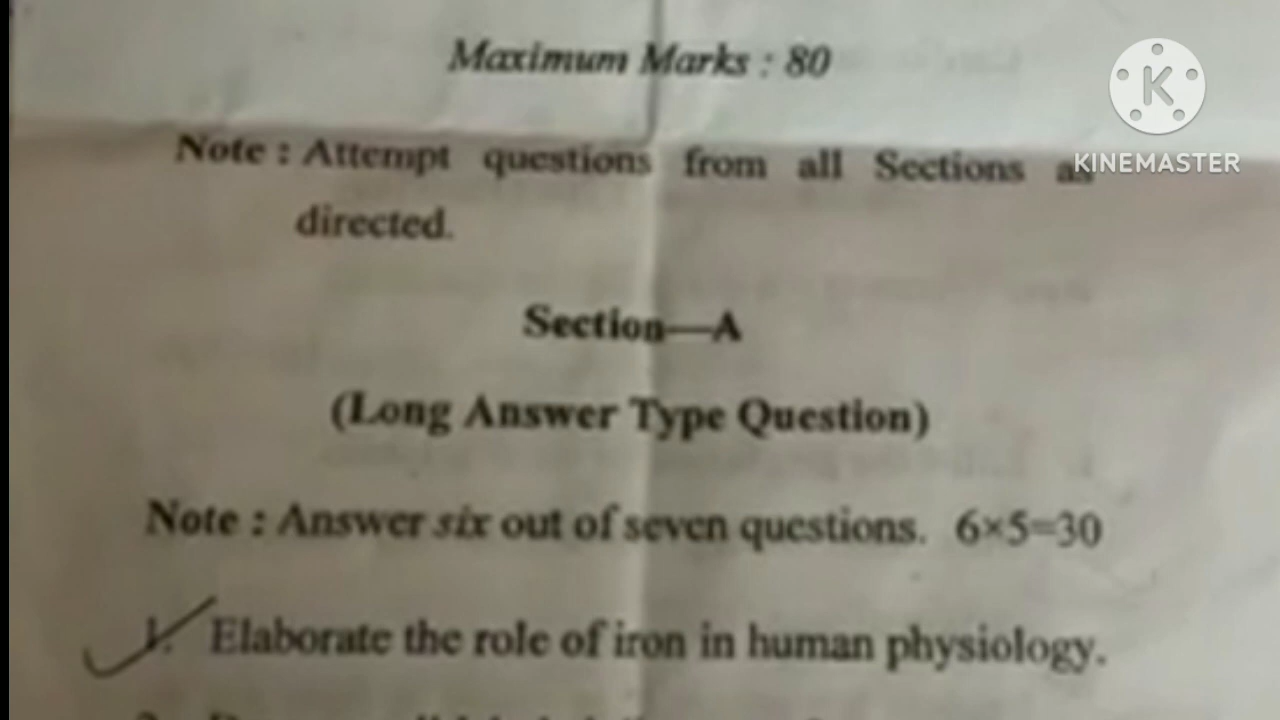 Maximum Marks : 80
KINEMASTER
Note : Attempt questions from all Sections as
directed.
Section—A
(Long Answer Type Question)
Note : Answer six out of seven questions. 6×5=30
1. Elaborate the role of iron in human physiology.